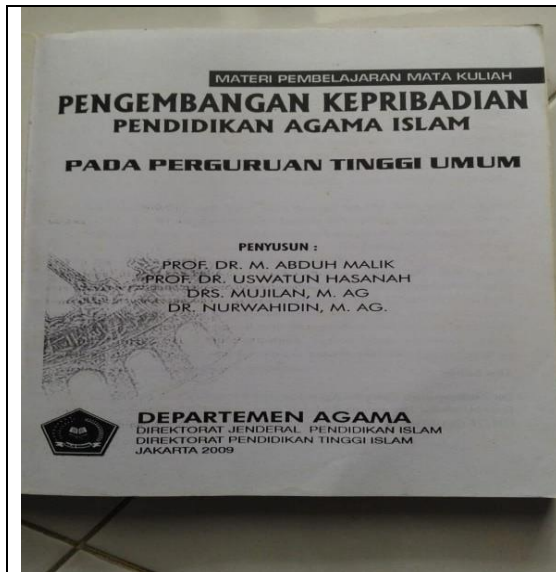 MATERI PEMBELAJARAN MATA KULIAH
PENGEMBANGAN KEPRIBADIAN
PENDIDIKAN AGAMA ISLAM
PADA PERGURUAN TINGGI UMUM
PENYUSUN :
PROF. DR. M. ABDUH MALIK
PROF. DR. USWATUN HASANAH
DRS. MUJILAN, M. AG
DR. NURWAHIDIN, M. AG.
DEPARTEMEN AGAMA
DIREKTORAT JENDERAL PENDIDIKAN ISLAM
DIREKTORAT PENDIDIKAN TINGGI ISLAM
JAKARTA 2009